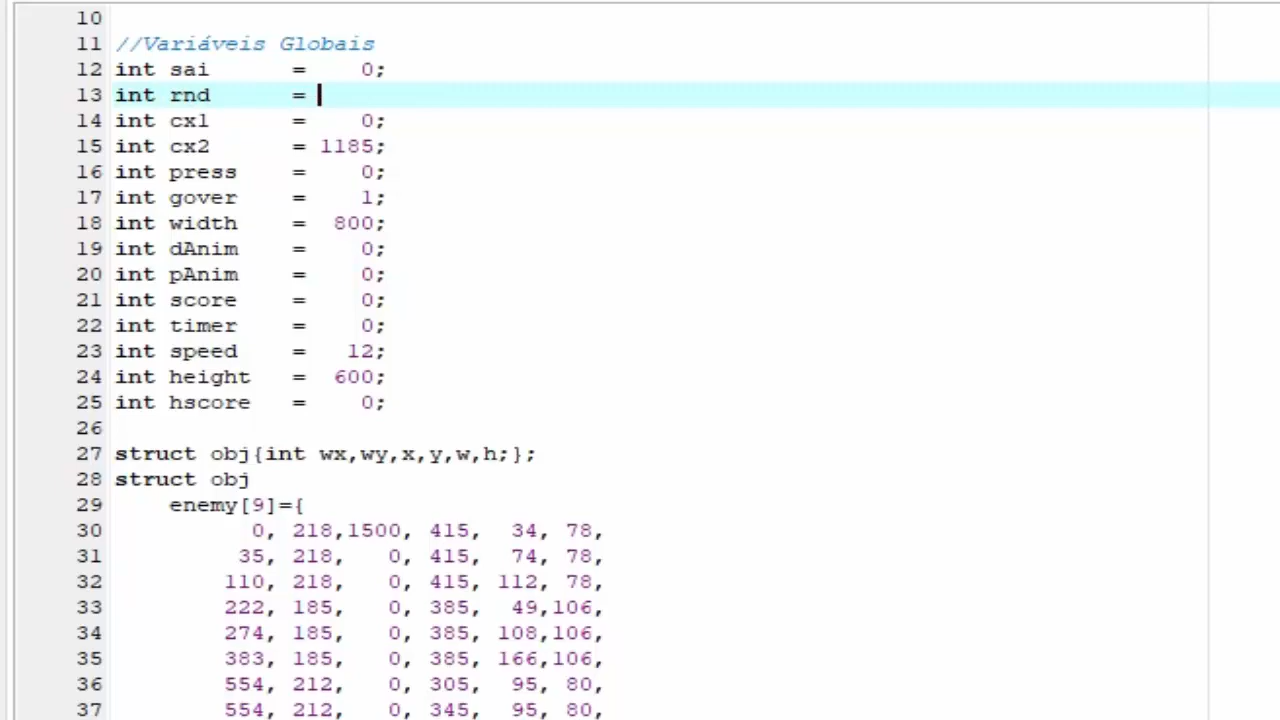 10
11 //Variáveis Globais
12 int sai      =    0;
13 int rnd      =
14 int cx1      =    0;
15 int cx2      = 1185;
16 int press    =    0;
17 int gover    =    1;
18 int width    =  800;
19 int dAnim    =    0;
20 int pAnim    =    0;
21 int score    =    0;
22 int timer    =    0;
23 int speed    =   12;
24 int height   =  600;
25 int hscore   =    0;
26
27 struct obj{int wx,wy,x,y,w,h;};
28 struct obj
29     enemy[9]={
30           0, 218,1500, 415,  34, 78,
31          35, 218,   0, 415,  74, 78,
32         110, 218,   0, 415, 112, 78,
33         222, 185,   0, 385,  49,106,
34         274, 185,   0, 385, 108,106,
35         383, 185,   0, 385, 166,106,
36         554, 212,   0, 305,  95, 80,
37         554, 212,   0, 345,  95, 80,